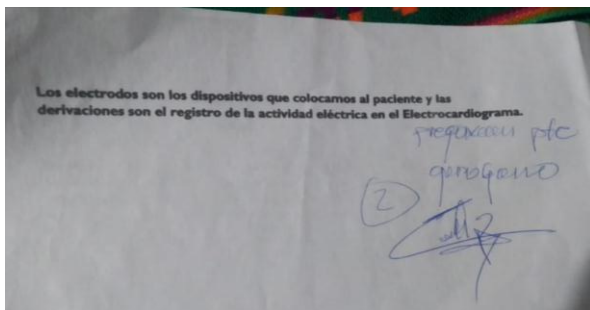 Los electrodos son los dispositivos que colocamos al paciente y las
derivaciones son el registro de la actividad eléctrica en el Electrocardiograma.
2